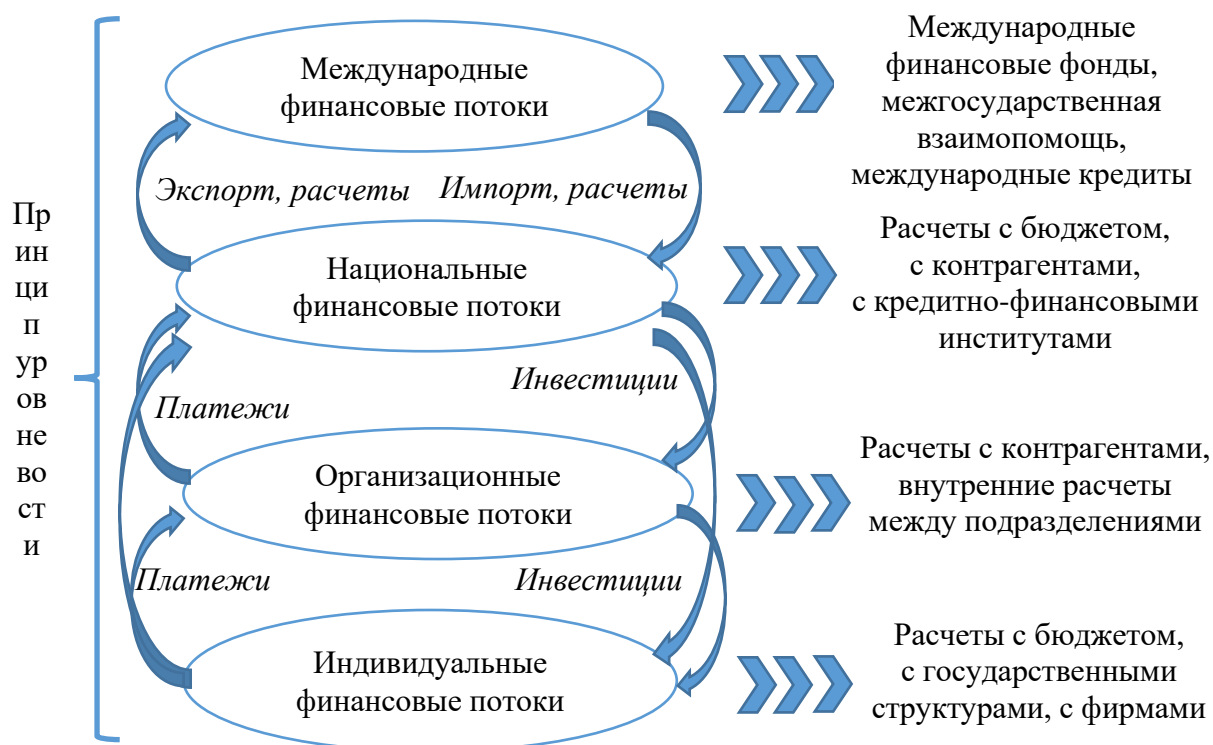 Пр
ин
ци
п
ур
ов
не
во
ст
и
Международные
финансовые потоки
Международные
финансовые фонды,
межгосударственная
взаимопомощь,
международные кредиты
Экспорт, расчеты
Импорт, расчеты
Национальные
финансовые потоки
Расчеты с бюджетом,
с контрагентами,
с кредитно-финансовыми
институтами
Платежи
Инвестиции
Организационные
финансовые потоки
Расчеты с контрагентами,
внутренние расчеты
между подразделениями
Платежи
Инвестиции
Индивидуальные
финансовые потоки
Расчеты с бюджетом,
с государственными
структурами, с фирмами